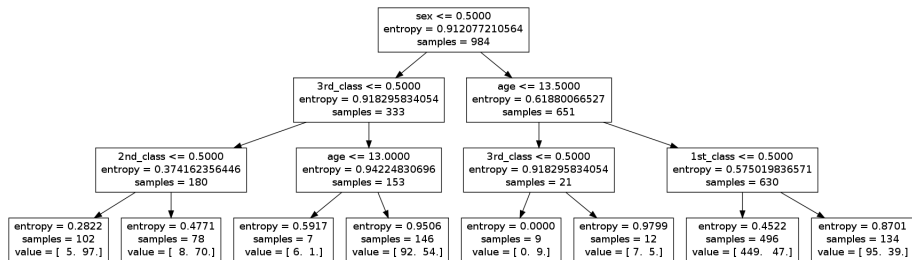 sex <= 0.5000
entropy = 0.912077210564
samples = 984
3rd_class <= 0.5000
entropy = 0.918295834054
samples = 333
age <= 13.5000
entropy = 0.61880066527
samples = 651
2nd_class <= 0.5000
entropy = 0.374162356446
samples = 180
age <= 13.0000
entropy = 0.94224830696
samples = 153
3rd_class <= 0.5000
entropy = 0.918295834054
samples = 21
1st_class <= 0.5000
entropy = 0.575019836571
samples = 630
entropy = 0.2822
samples = 102
value = [ 5. 97.]
entropy = 0.4771
samples = 78
value = [ 8. 70.]
entropy = 0.5917
samples = 7
value = [ 6. 1.]
entropy = 0.9506
samples = 146
value = [ 92. 54.]
entropy = 0.0000
samples = 9
value = [ 0. 9.]
entropy = 0.9799
samples = 12
value = [ 7. 5.]
entropy = 0.4522
samples = 496
value = [ 449. 47.]
entropy = 0.8701
samples = 134
value = [ 95. 39.]